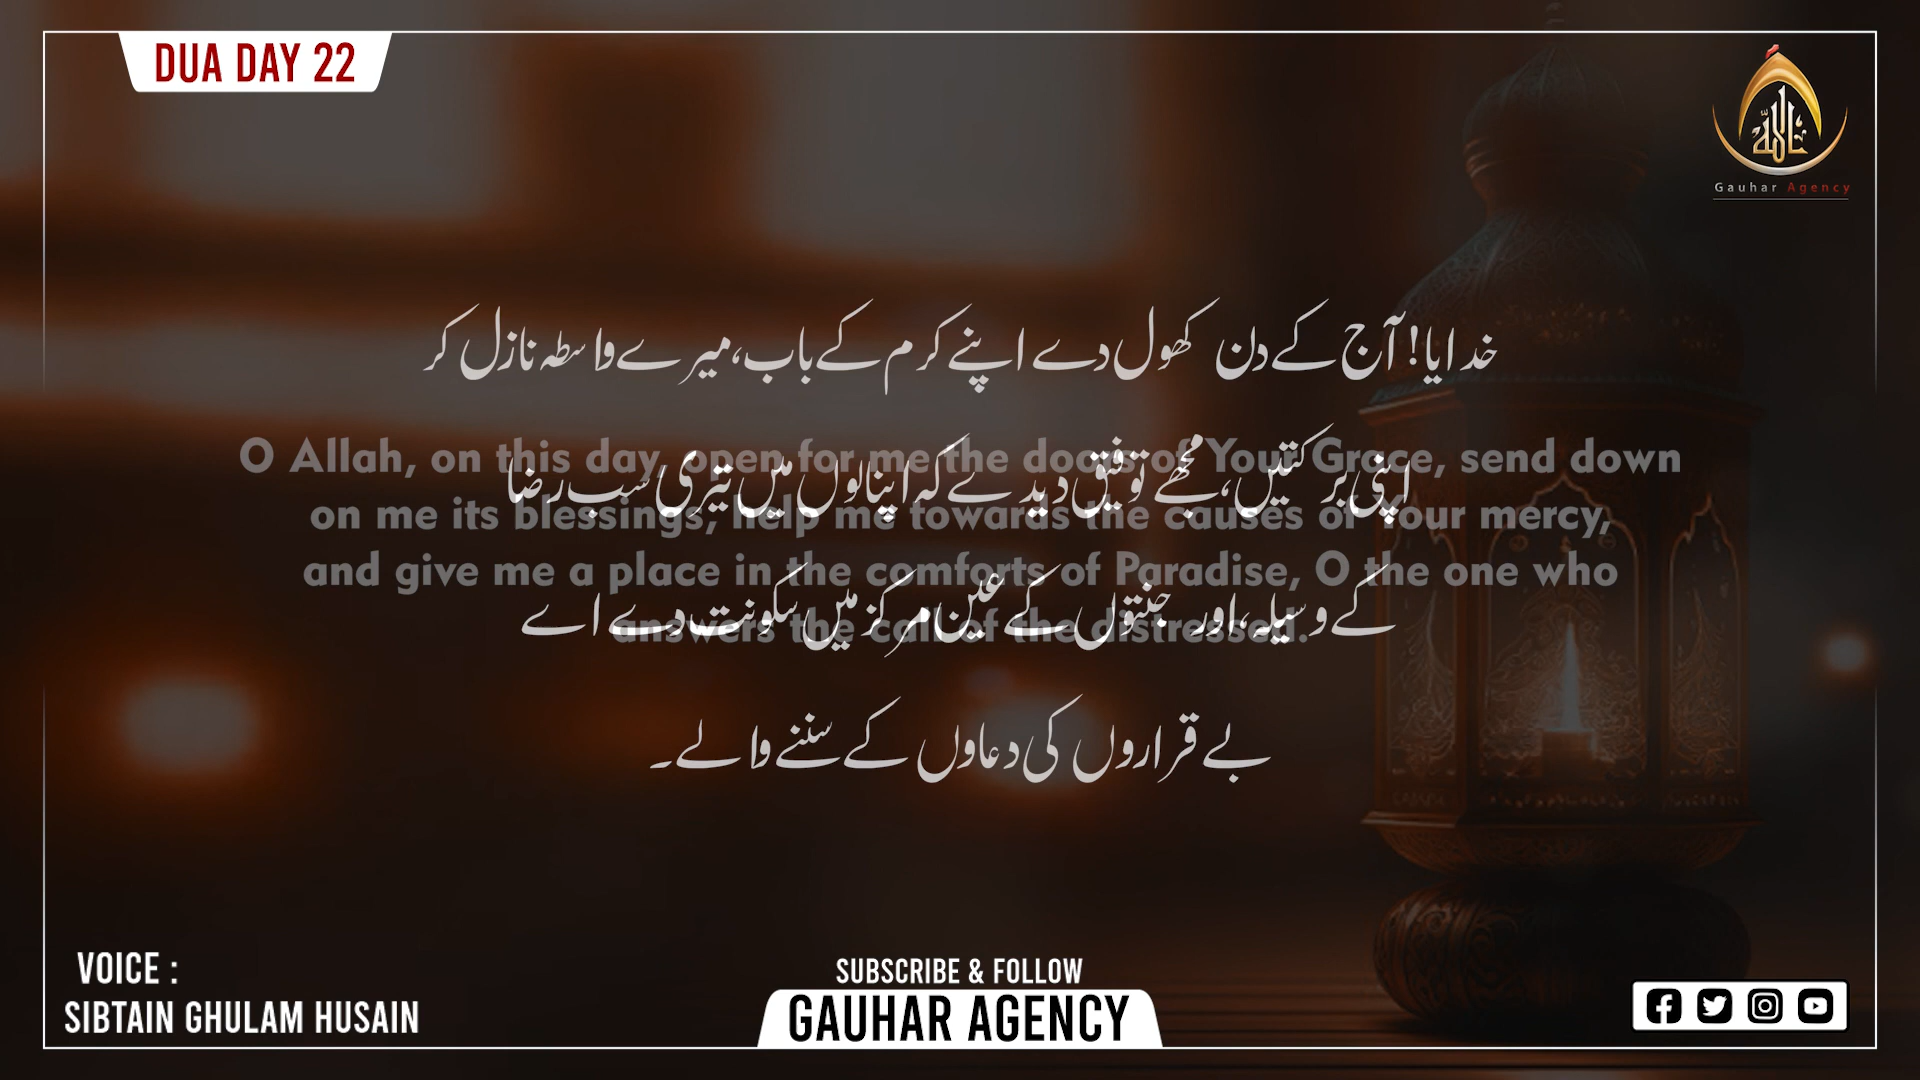 DUA DAY 22
Gauhar Agency
خدایا! آج کے دن کھول دے اپنے کرم کے باب، میرے واسطہ نازل کر
اپنی برکتیں، مجھے توفیق دیدے کہ اپنالوں میں تیری سب رضا
کے وسیلہ، اور جنتوں کے عین مرکز میں سکونت دے اے
بے قراروں کی دعاوں کے سننے والے۔
O Allah, on this day, open for me the doors of Your Grace, send down
on me its blessings, help me towards the causes of Your mercy,
and give me a place in the comforts of Paradise, O the one who
answers the call of the distressed.
VOICE :
SIBTAIN GHULAM HUSAIN
SUBSCRIBE & FOLLOW
GAUHAR AGENCY